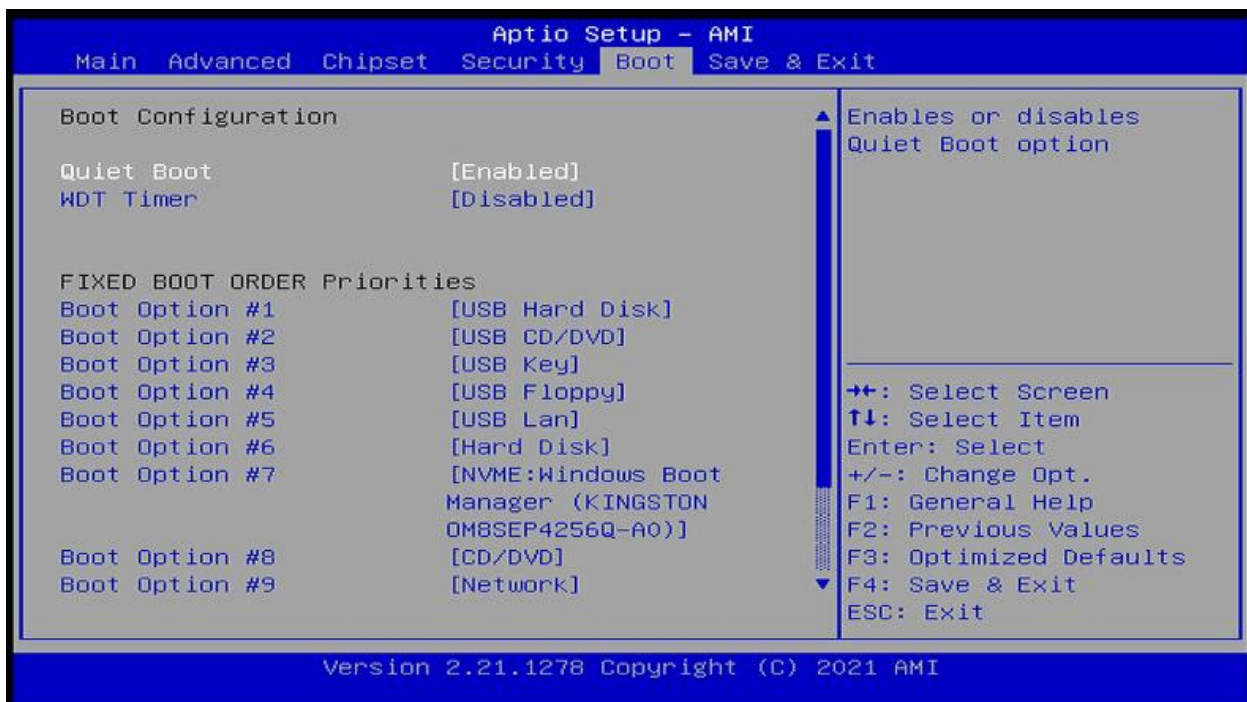 Aptio Setup – AMI
Main Advanced Chipset Security Boot Save & Exit
Boot Configuration
Quiet Boot [Enabled]
WDT Timer [Disabled]
FIXED BOOT ORDER Priorities
Boot Option #1 [USB Hard Disk]
Boot Option #2 [USB CD/DVD]
Boot Option #3 [USB Key]
Boot Option #4 [USB Floppy]
Boot Option #5 [USB Lan]
Boot Option #6 [Hard Disk]
Boot Option #7 [NVME:Windows Boot
Manager (KINGSTON
OM8SEP4256Q-A0)]
Boot Option #8 [CD/DVD]
Boot Option #9 [Network]
Enables or disables
Quiet Boot option
→←: Select Screen
↑↓: Select Item
Enter: Select
+/-: Change Opt.
F1: General Help
F2: Previous Values
F3: Optimized Defaults
F4: Save & Exit
ESC: Exit
Version 2.21.1278 Copyright (C) 2021 AMI